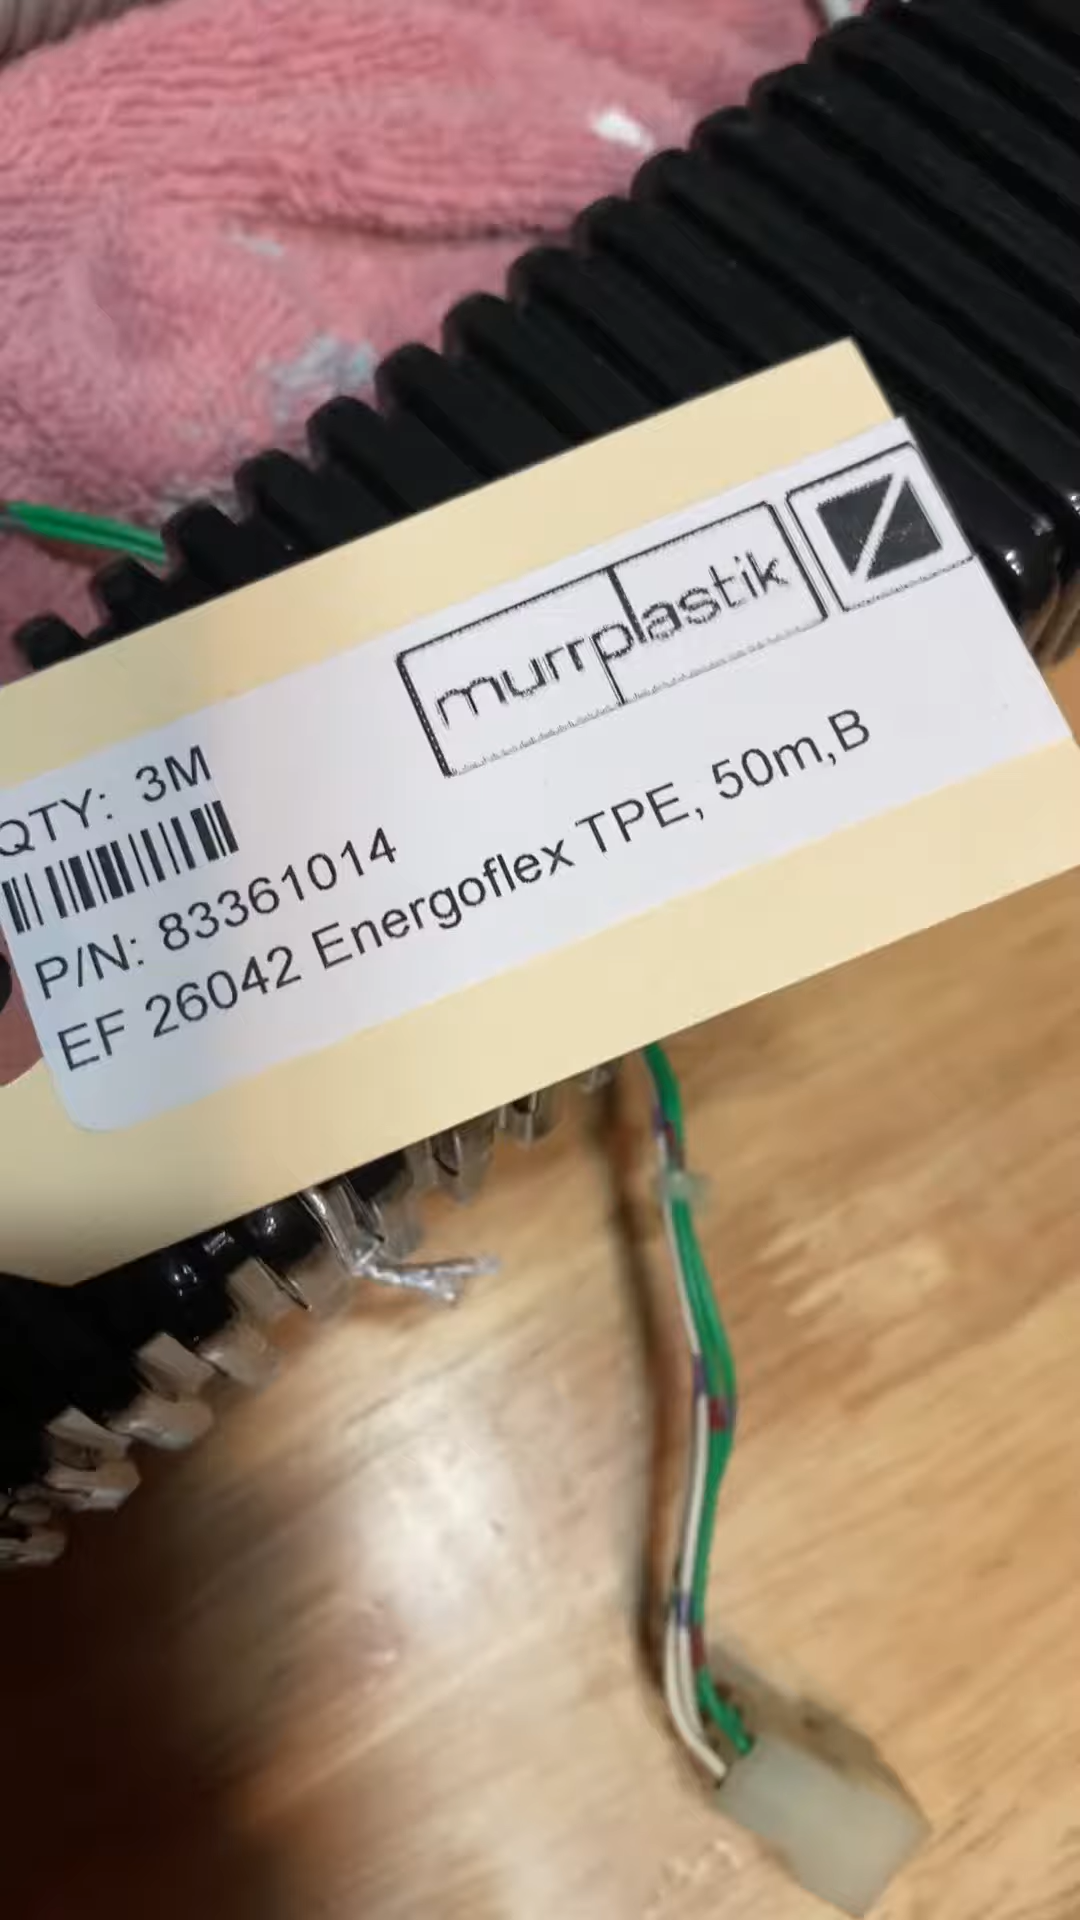 murrplastik
QTY: 3M
P/N: 83361014
EF 26042 Energoflex TPE, 50m,B